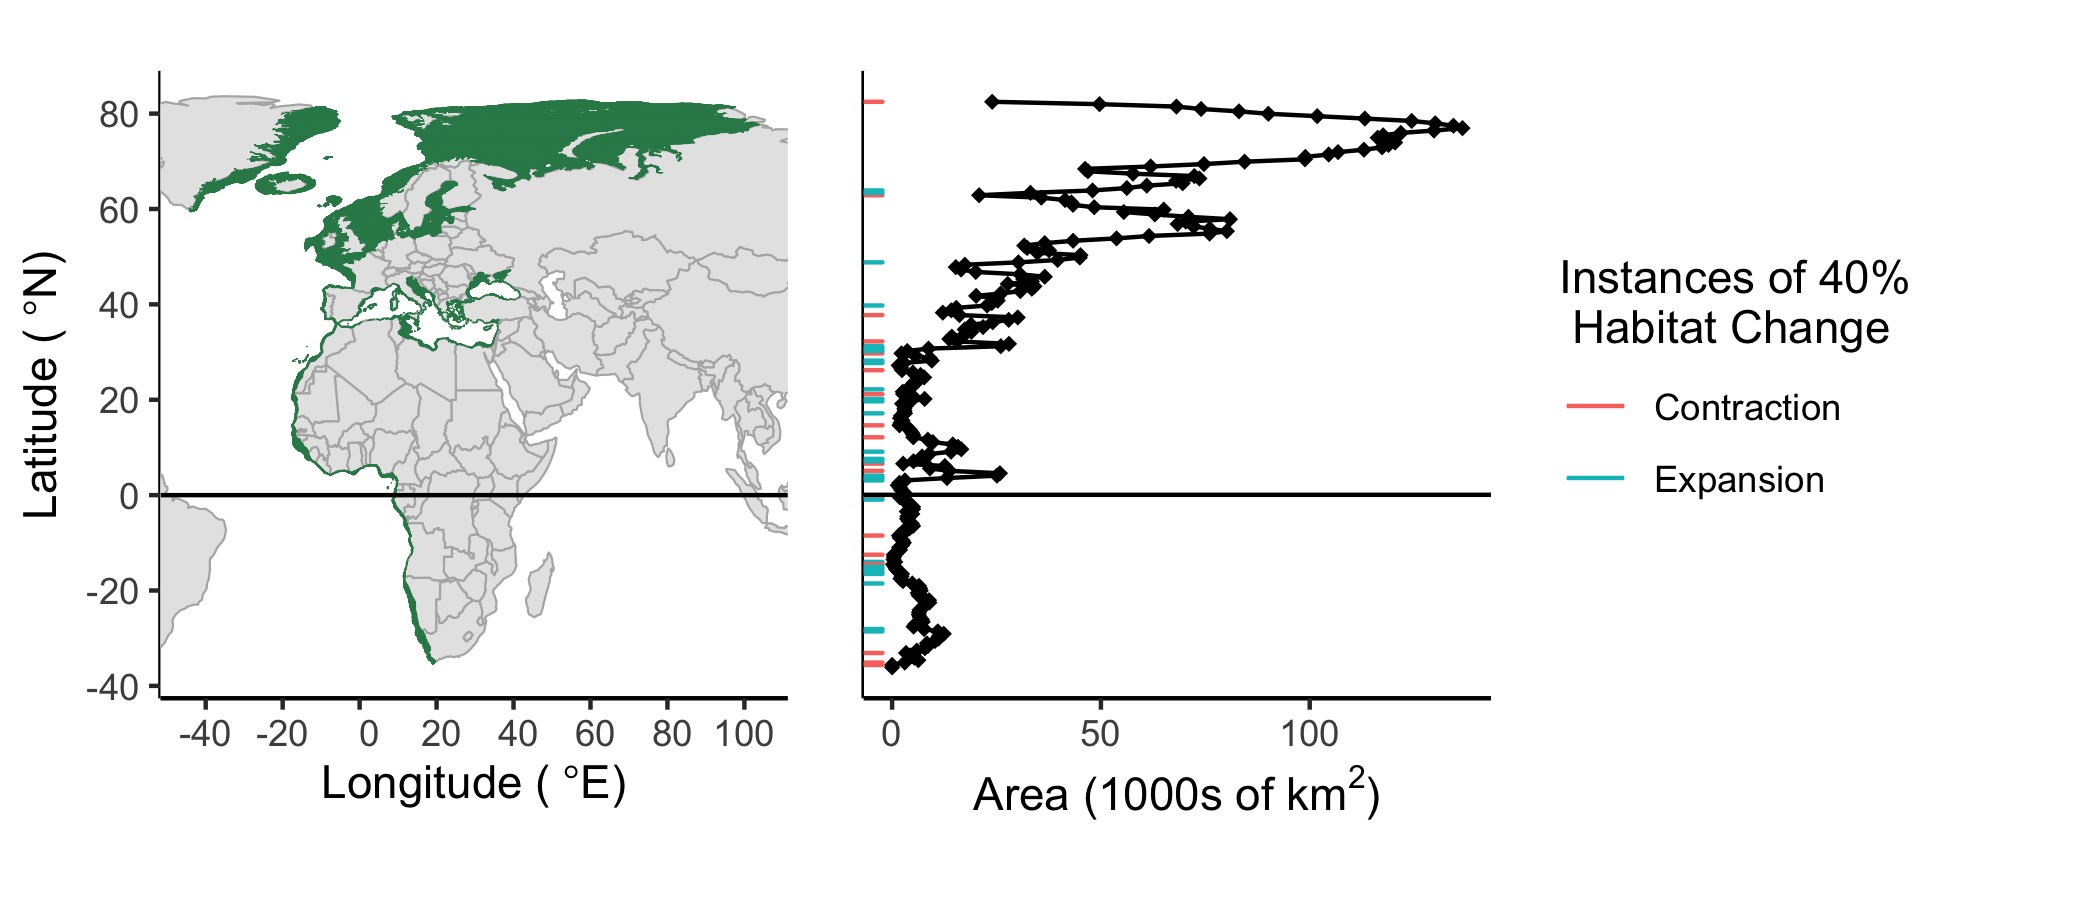 80
60
40
20
0
-20
-40
Latitude ( °N)
-40 -20 0 20 40 60 80 100
Longitude ( °E)
0 50 100
Area (1000s of km²)
Instances of 40%
Habitat Change
Contraction
Expansion